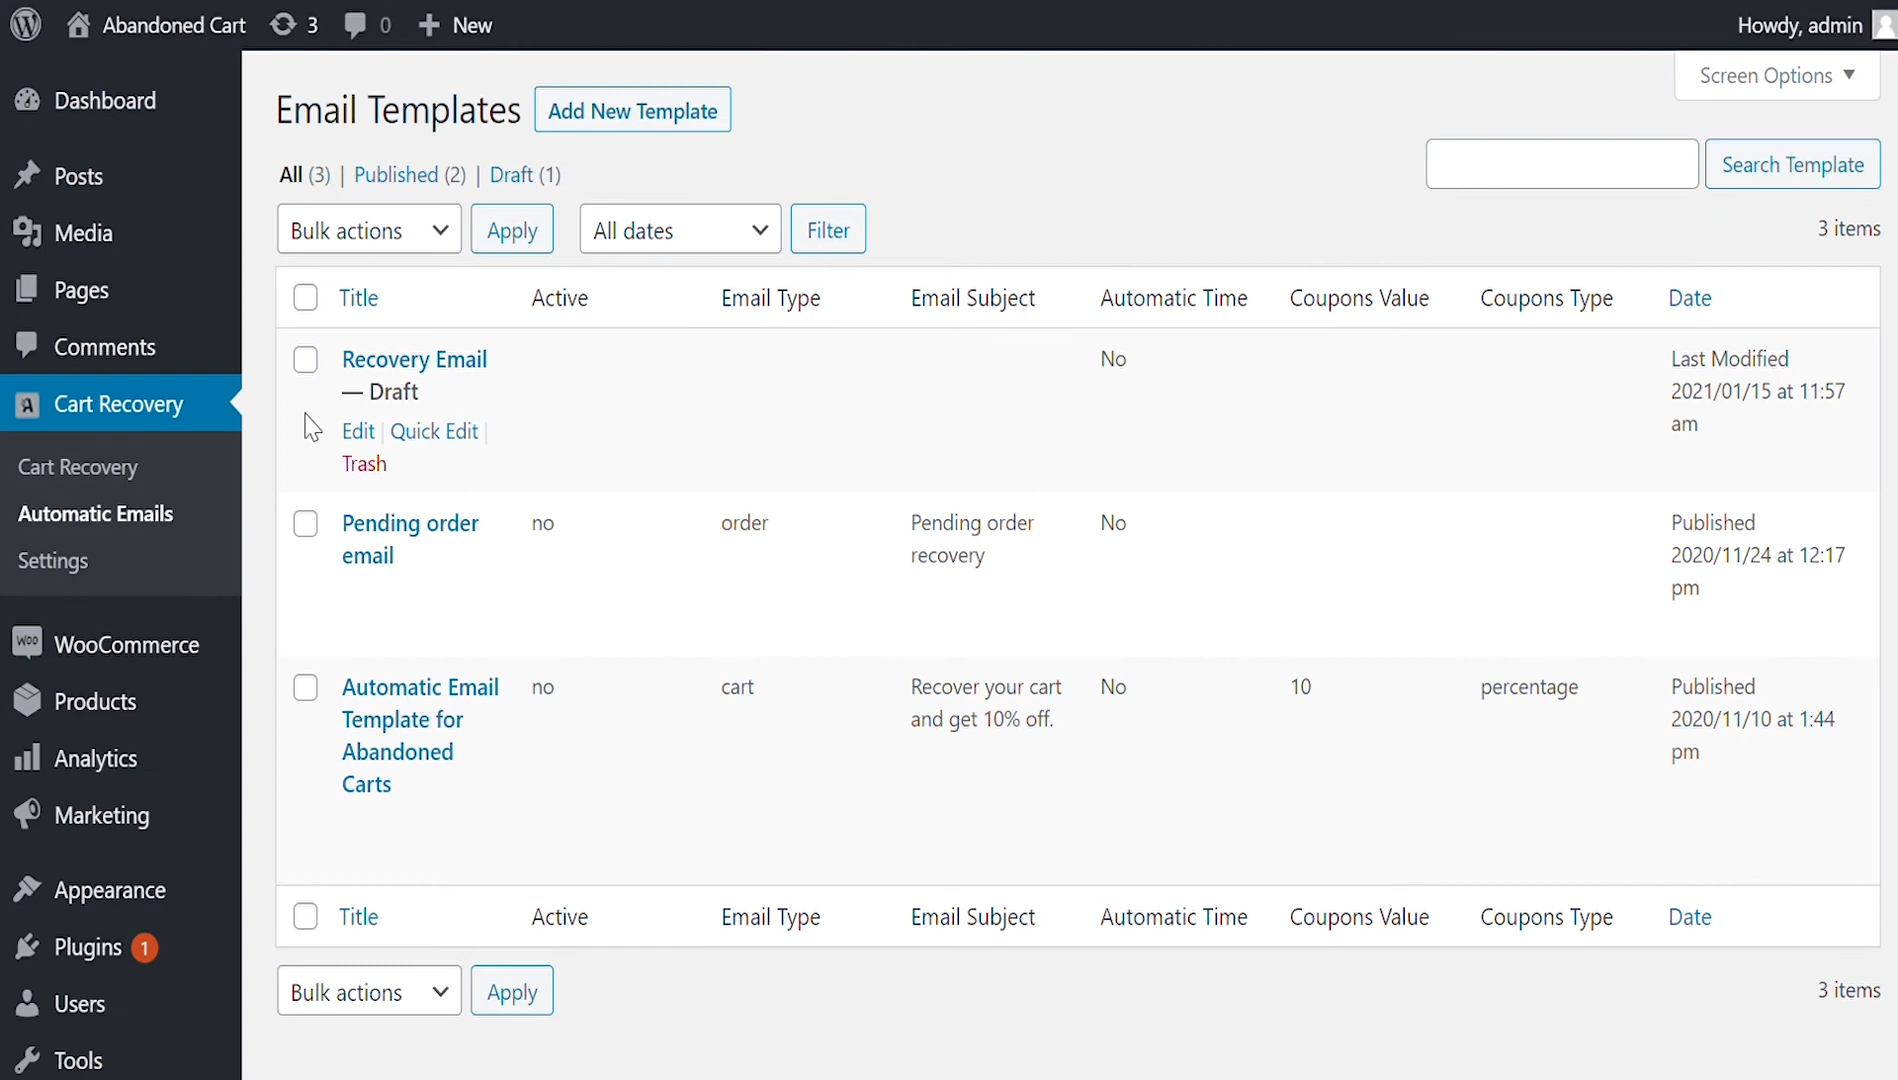 Abandoned Cart 3 0 New Howdy, admin
Screen Options
Dashboard
Posts
Media
Pages
Comments
Cart Recovery
Cart Recovery
Automatic Emails
Settings
WooCommerce
Products
Analytics
Marketing
Appearance
Plugins 1
Users
Tools
Email Templates Add New Template
All (3) | Published (2) | Draft (1)
Search Template
Bulk actions Apply All dates Filter 3 items
Title Active Email Type Email Subject Automatic Time Coupons Value Coupons Type Date
Recovery Email No Last Modified
— Draft 2021/01/15 at 11:57
am
Edit | Quick Edit |
Trash
Pending order no order Pending order No Published
email recovery 2020/11/24 at 12:17
pm
Automatic Email no cart Recover your cart No 10 percentage Published
Template for and get 10% off. 2020/11/10 at 1:44
Abandoned pm
Carts
Title Active Email Type Email Subject Automatic Time Coupons Value Coupons Type Date
Bulk actions Apply 3 items